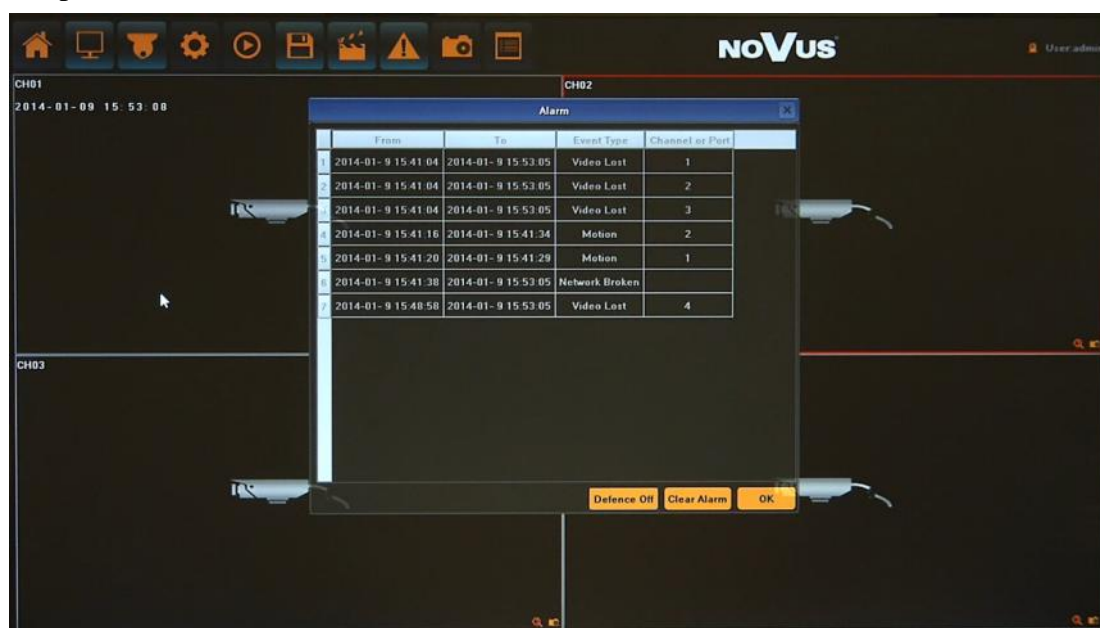 NOVUS
User:admin
CH01
CH02
2014-01-09 15:53:08
Alarm
From To Event Type Channel or Port
1 2014-01- 9 15:41:04 2014-01- 9 15:53:05 Video Lost 1
2 2014-01- 9 15:41:04 2014-01- 9 15:53:05 Video Lost 2
2014-01- 9 15:41:04 2014-01- 9 15:53:05 Video Lost 3
4 2014-01- 9 15:41:16 2014-01- 9 15:41:34 Motion 2
5 2014-01- 9 15:41:20 2014-01- 9 15:41:29 Motion 1
6 2014-01- 9 15:41:38 2014-01- 9 15:53:05 Network Broken
7 2014-01- 9 15:48:58 2014-01- 9 15:53:05 Video Lost 4
CH03
Defence Off Clear Alarm OK